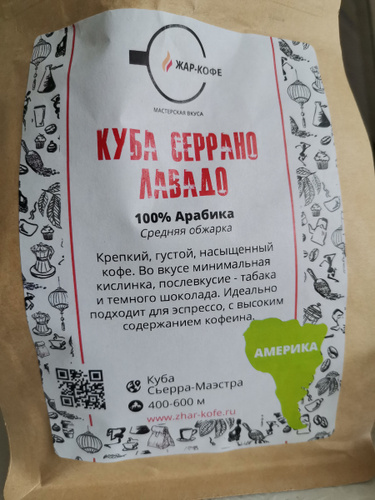 ЖАР-КОФЕ
МАСТЕРСКАЯ ВКУСА
КУБА СЕРРАНО
ЛАВАДО
100% Арабика
Средняя обжарка
Крепкий, густой, насыщенный
кофе. Во вкусе минимальная
кислинка, послевкусие - табака
и темного шоколада. Идеально
подходит для эспрессо, с высоким
содержанием кофеина.
АМЕРИКА
Куба
Сьерра-Маэстра
400-600 м
www.zhar-kofe.ru